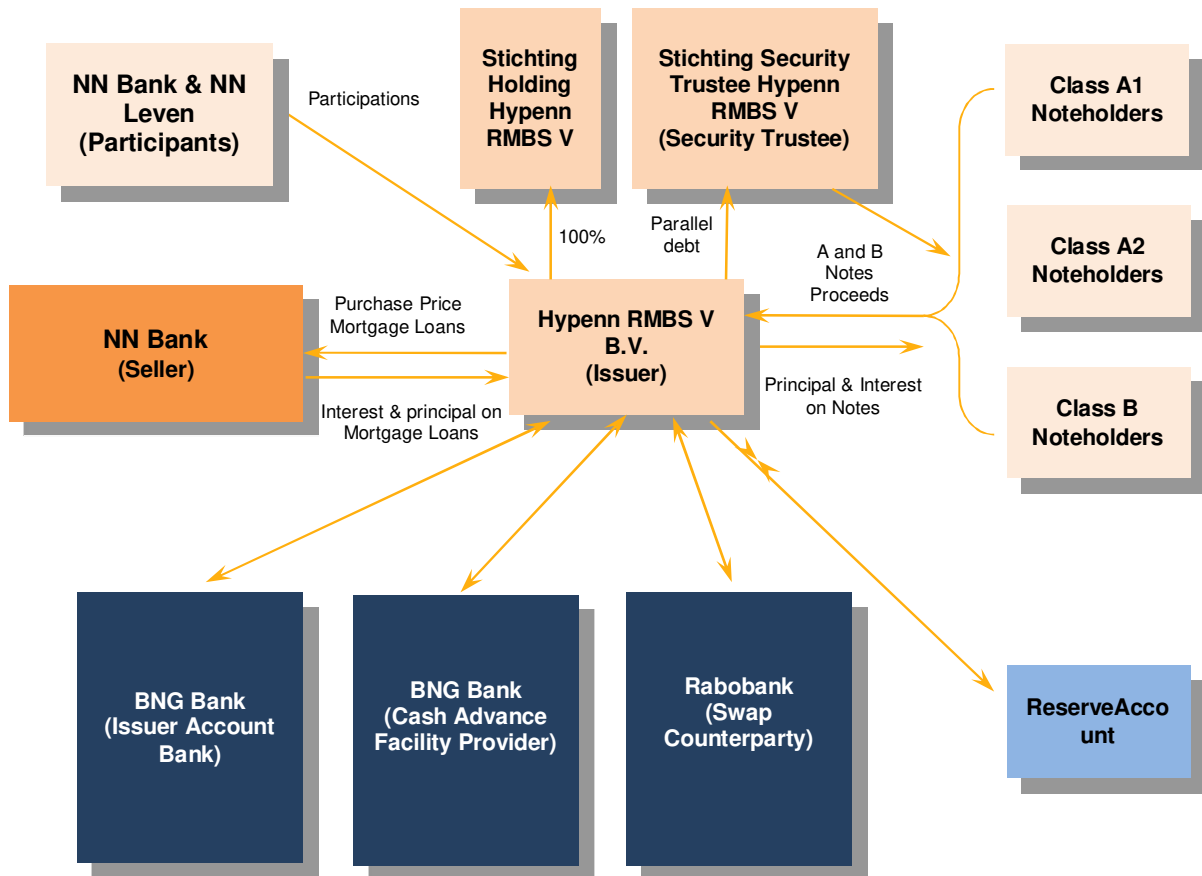 NN Bank & NN
Leven
(Participants)
Participations
Stichting
Holding
Hypenn
RMBS V
Stichting Security
Trustee Hypenn
RMBS V
(Security Trustee)
Class A1
Noteholders
100%
Parallel
debt
A and B
Notes
Proceeds
Class A2
Noteholders
NN Bank
(Seller)
Purchase Price
Mortgage Loans
Interest & principal on
Mortgage Loans
Hypenn RMBS V
B.V.
(Issuer)
Principal & Interest
on Notes
Class B
Noteholders
BNG Bank
(Issuer Account
Bank)
BNG Bank
(Cash Advance
Facility Provider)
Rabobank
(Swap
Counterparty)
ReserveAcco
unt